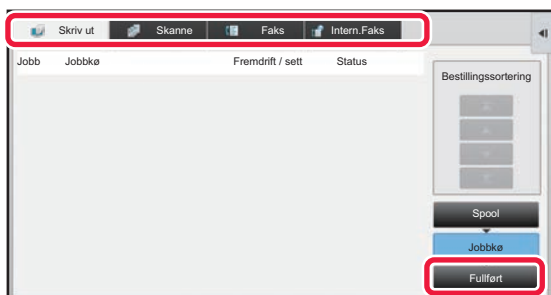 Skriv ut Skanne Faks Intern.Faks
Jobb Jobbkø Fremdrift / sett Status
Bestillingssortering
Spool
Jobbkø
Fullført